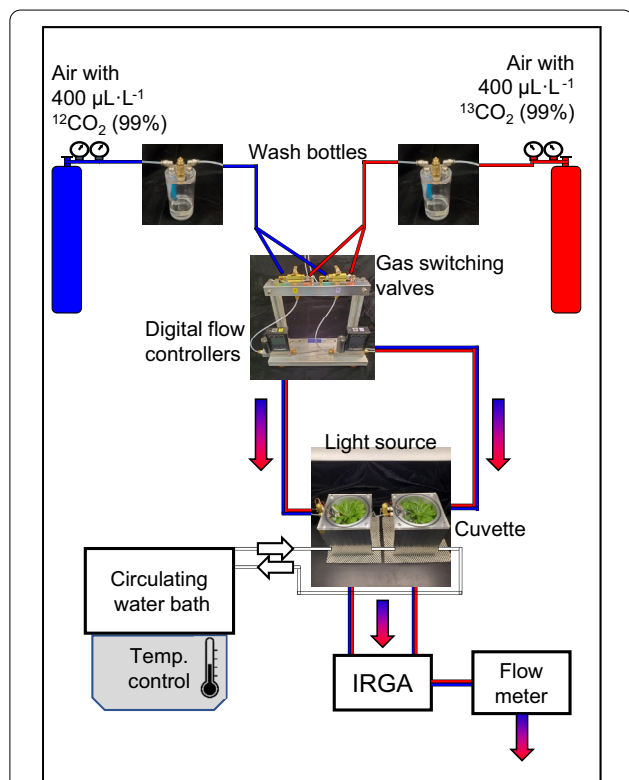 Air with
400 µL·L⁻¹
¹²CO₂ (99%)
Air with
400 µL·L⁻¹
¹³CO₂ (99%)
Wash bottles
Gas switching
valves
Digital flow
controllers
Light source
Cuvette
Circulating
water bath
Temp.
control
IRGA
Flow
meter